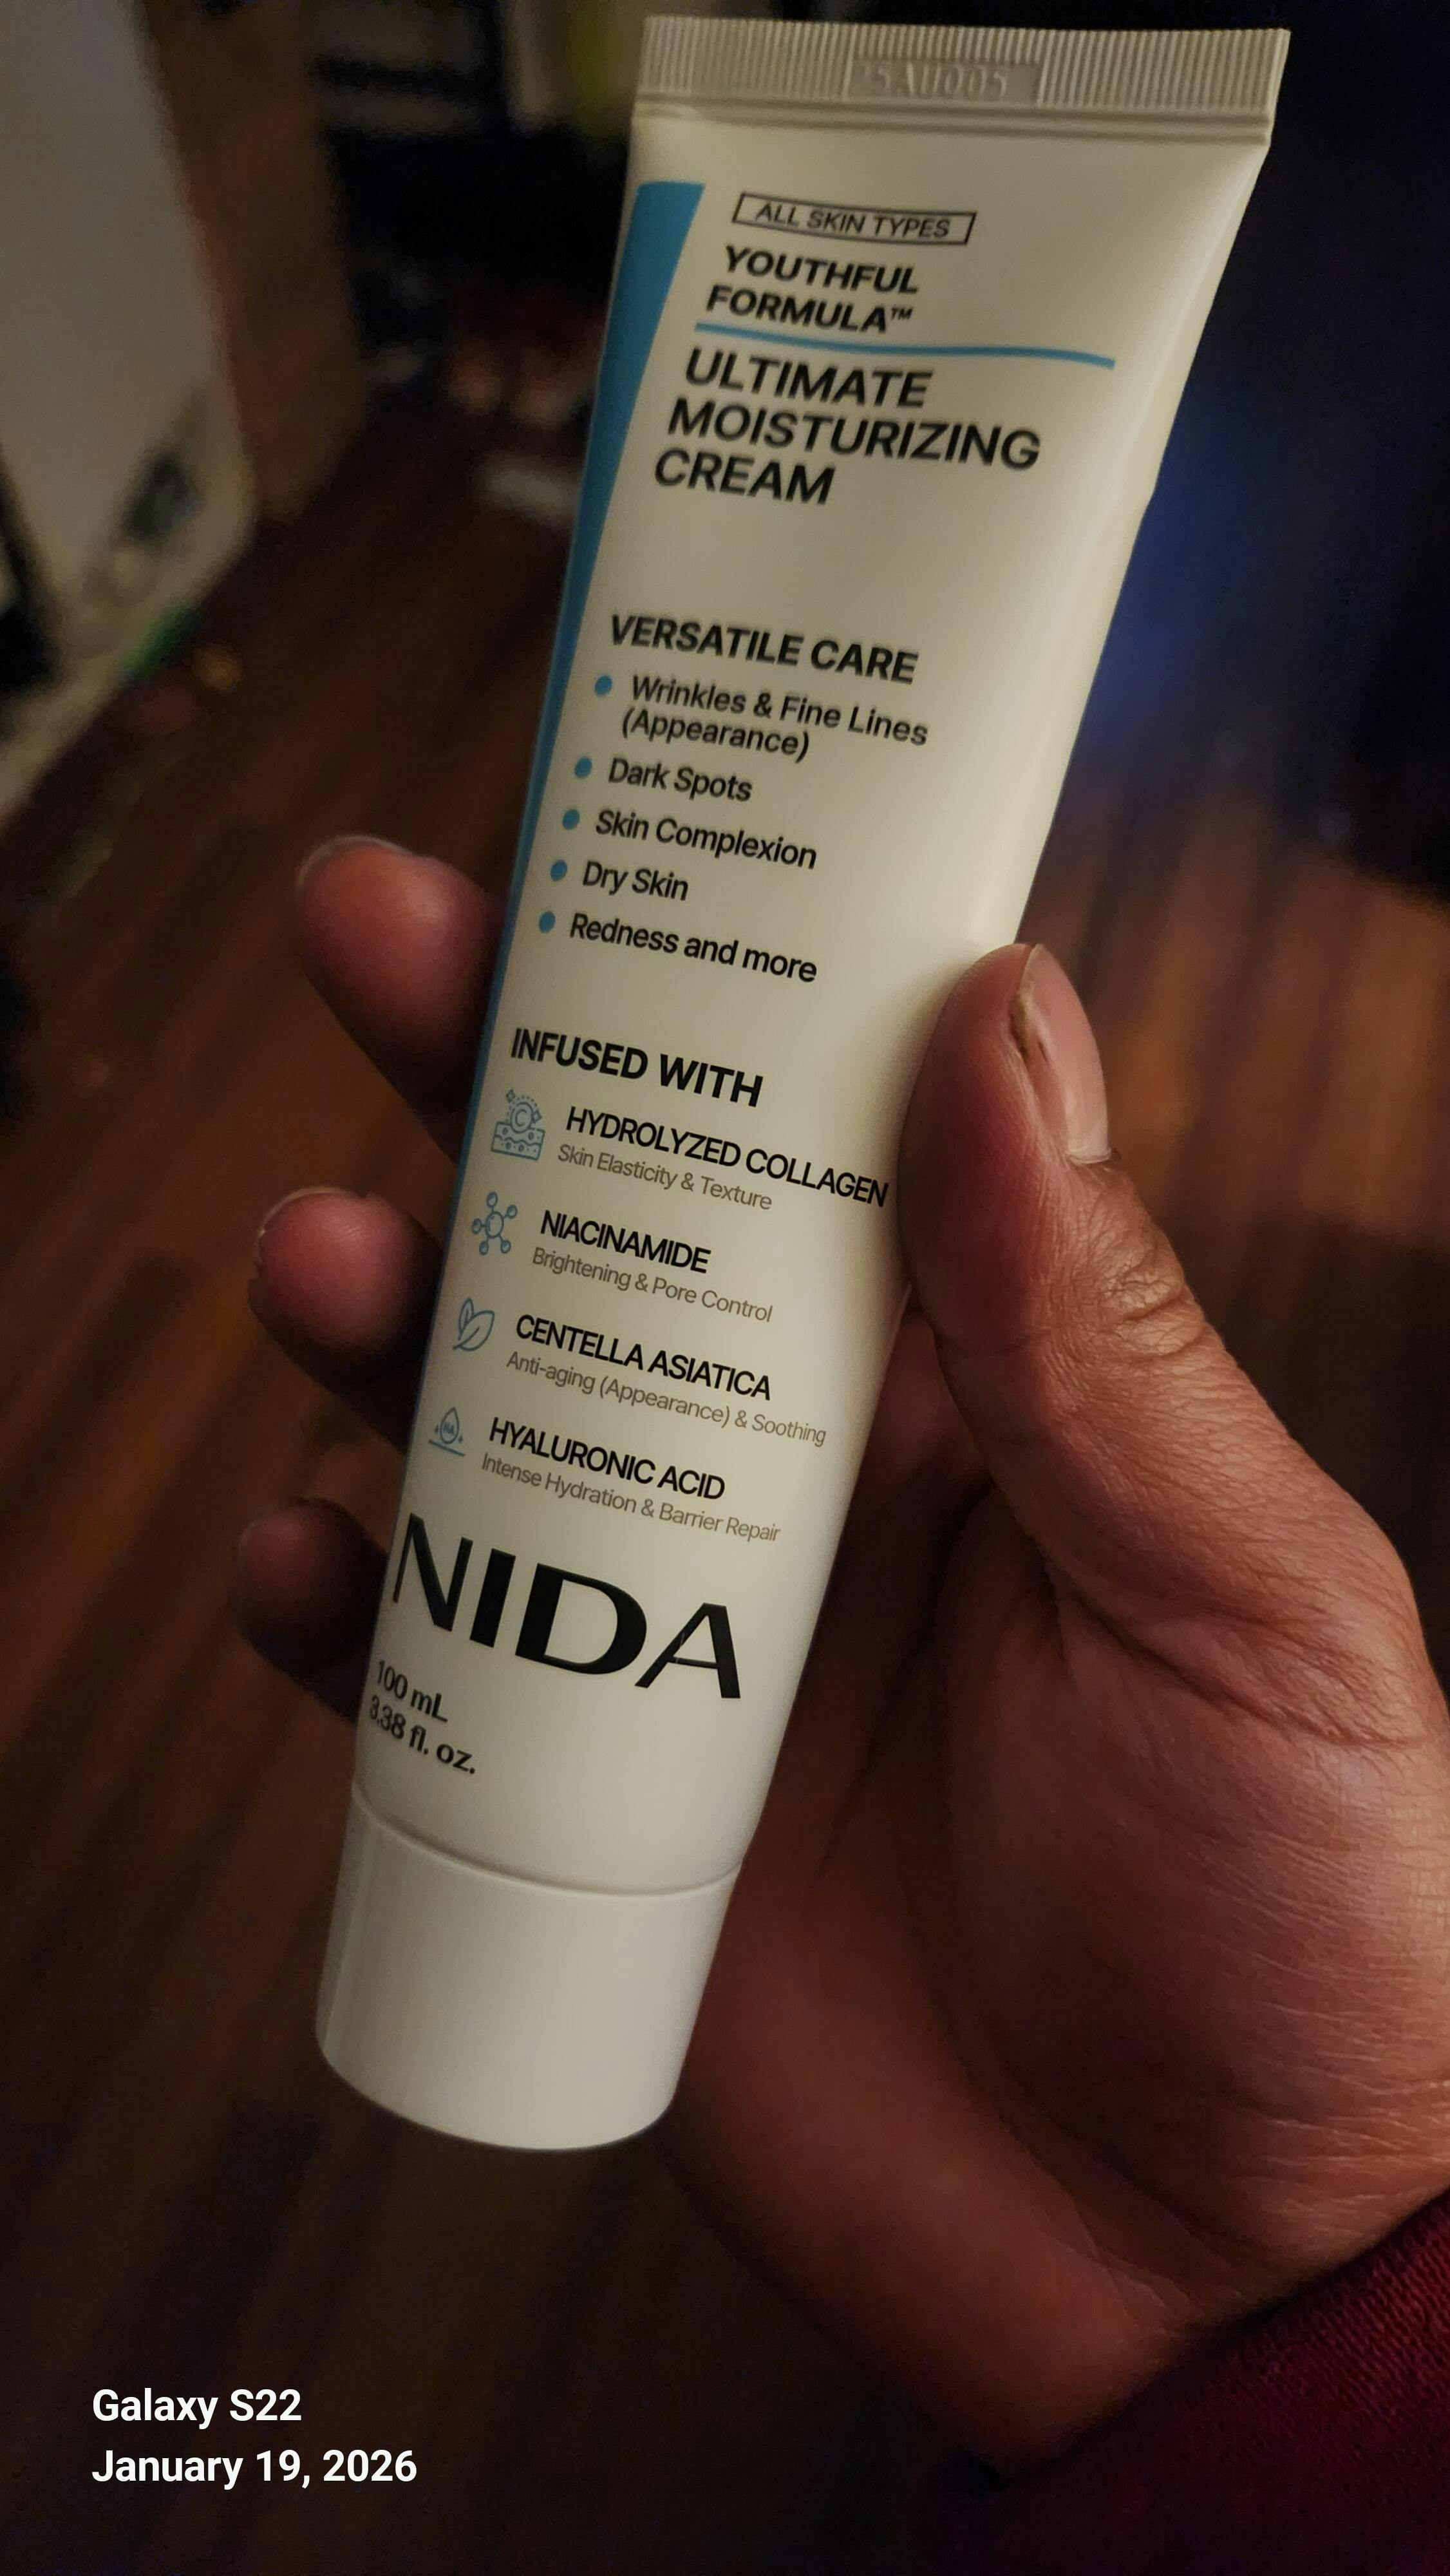 5AU005
ALL SKIN TYPES
YOUTHFUL
FORMULA™
ULTIMATE
MOISTURIZING
CREAM
VERSATILE CARE
• Wrinkles & Fine Lines
(Appearance)
• Dark Spots
• Skin Complexion
• Dry Skin
• Redness and more
INFUSED WITH
HYDROLYZED COLLAGEN
Skin Elasticity & Texture
NIACINAMIDE
Brightening & Pore Control
CENTELLA ASIATICA
Anti-aging (Appearance) & Soothing
HYALURONIC ACID
Intense Hydration & Barrier Repair
NIDA
100 mL
3.38 fl. oz.
Galaxy S22
January 19, 2026